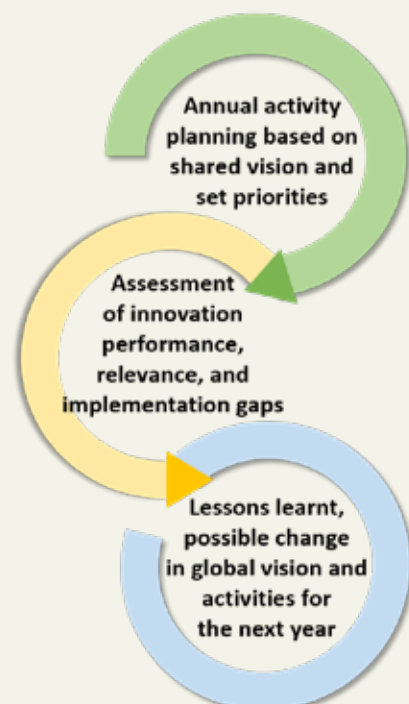 Annual activity
planning based on
shared vision and
set priorities
Assessment
of innovation
performance,
relevance, and
implementation gaps
Lessons learnt,
possible change
in global vision and
activities for
the next year